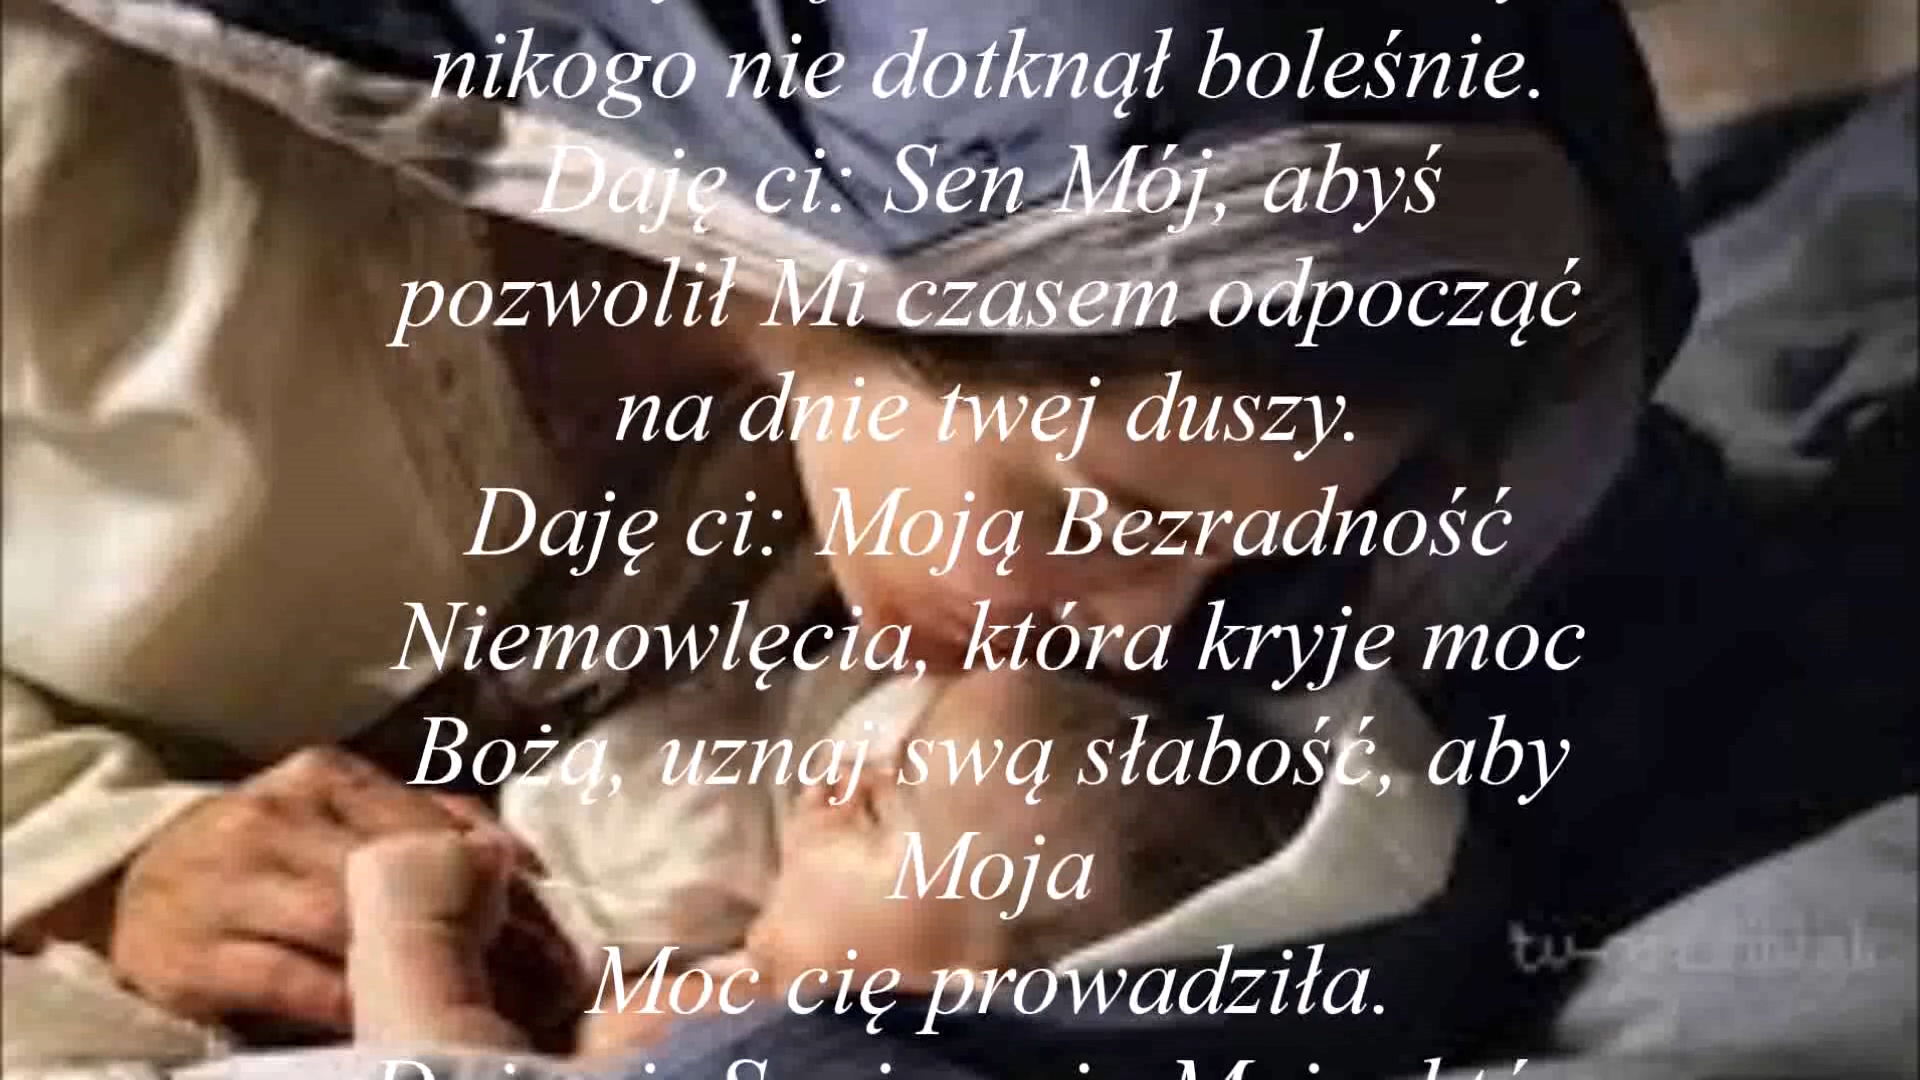 nikogo nie dotknął boleśnie.
Daję ci: Sen Mój, abyś
pozwolił Mi czasem odpocząć
na dnie twej duszy.
Daję ci: Moją Bezradność
Niemowlęcia, która kryje moc
Bożą, uznaj swą słabość, aby
Moja
Moc cię prowadziła.